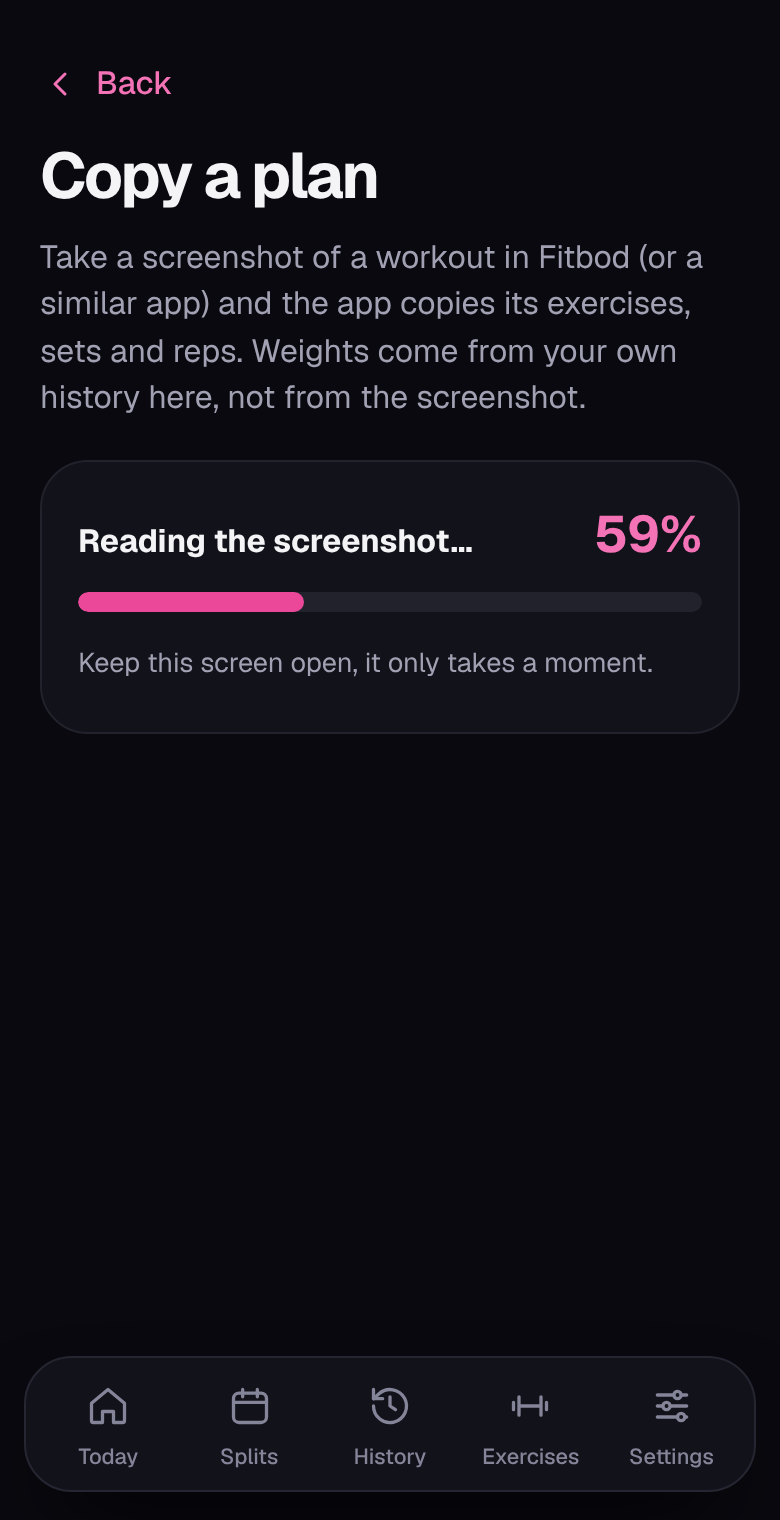 Back
Copy a plan
Take a screenshot of a workout in Fitbod (or a
similar app) and the app copies its exercises,
sets and reps. Weights come from your own
history here, not from the screenshot.
Reading the screenshot... 59%
Keep this screen open, it only takes a moment.
Today Splits History Exercises Settings